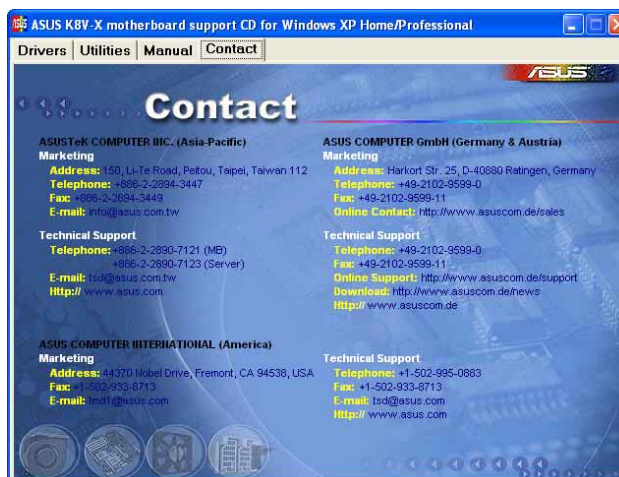 ASUS K8V-X motherboard support CD for Windows XP Home/Professional
Drivers Utilities Manual Contact
ASUS
Contact
ASUSTeK COMPUTER INC. (Asia-Pacific)
Marketing
Address: 150, Li-Te Road, Peitou, Taipei, Taiwan 112
Telephone: +886-2-2894-3447
Fax: +886-2-2894-3449
E-mail: info@asus.com.tw
Technical Support
Telephone: +886-2-2890-7121 (MB)
+886-2-2890-7123 (Server)
E-mail: tsd@asus.com.tw
Http:// www.asus.com
ASUS COMPUTER GmbH (Germany & Austria)
Marketing
Address: Harkort Str. 25, D-40880 Ratingen, Germany
Telephone: +49-2102-9599-0
Fax: +49-2102-9599-11
Online Contact: http://www.asuscom.de/sales
Technical Support
Telephone: +49-2102-9599-0
Fax: +49-2102-9599-11
Online Support: http://www.asuscom.de/support
Download: http://www.asuscom.de/news
Http:// www.asuscom.de
ASUS COMPUTER INTERNATIONAL (America)
Marketing
Address: 44370 Nobel Drive, Fremont, CA 94538, USA
Fax: +1-502-933-8713
E-mail: tmd1@asus.com
Technical Support
Telephone: +1-502-995-0883
Fax: +1-502-933-8713
E-mail: tsd@asus.com
Http:// www.asus.com